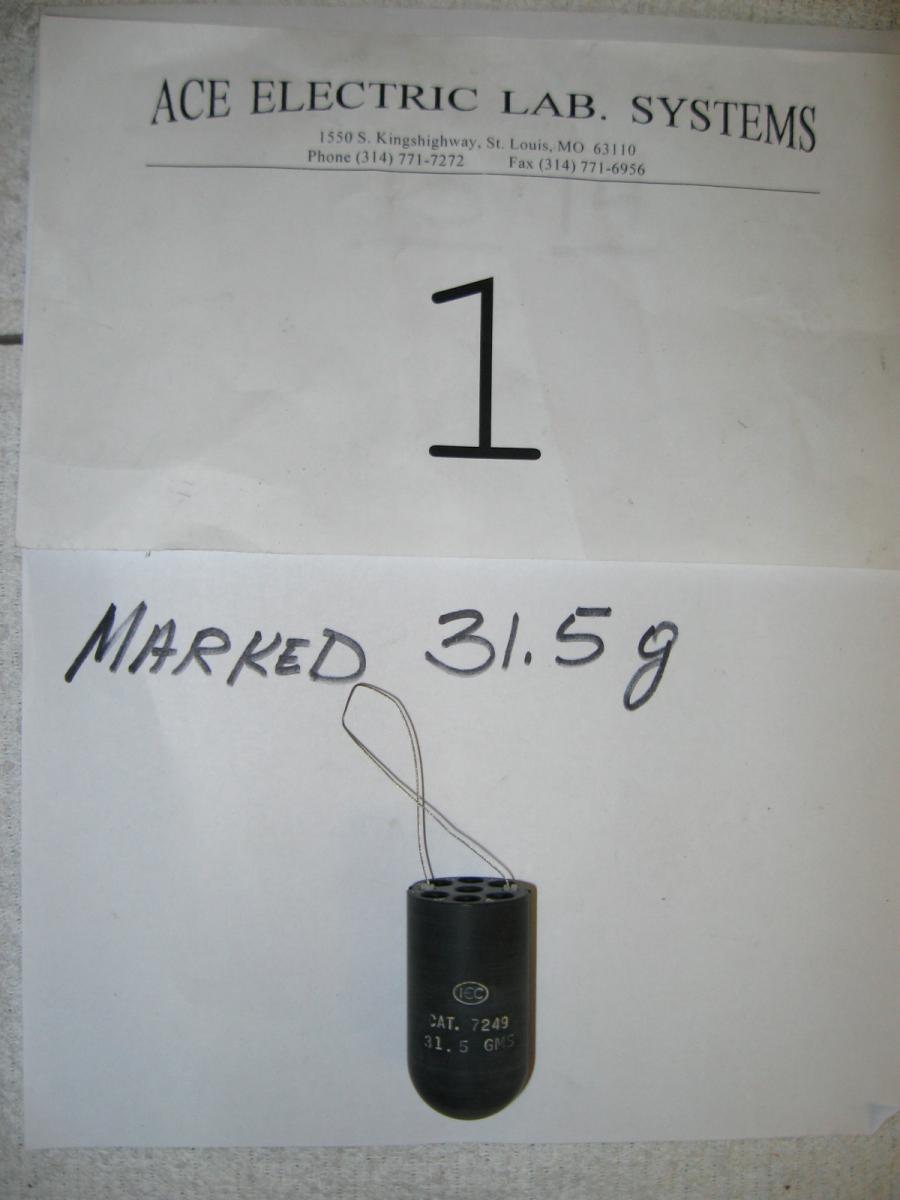 ACE ELECTRIC LAB. SYSTEMS
1550 S. Kingshighway, St. Louis, MO 63110
Phone (314) 771-7272 Fax (314) 771-6956
1
MARKED 31.5 g
IEC
CAT. 7249
31.5 GMS